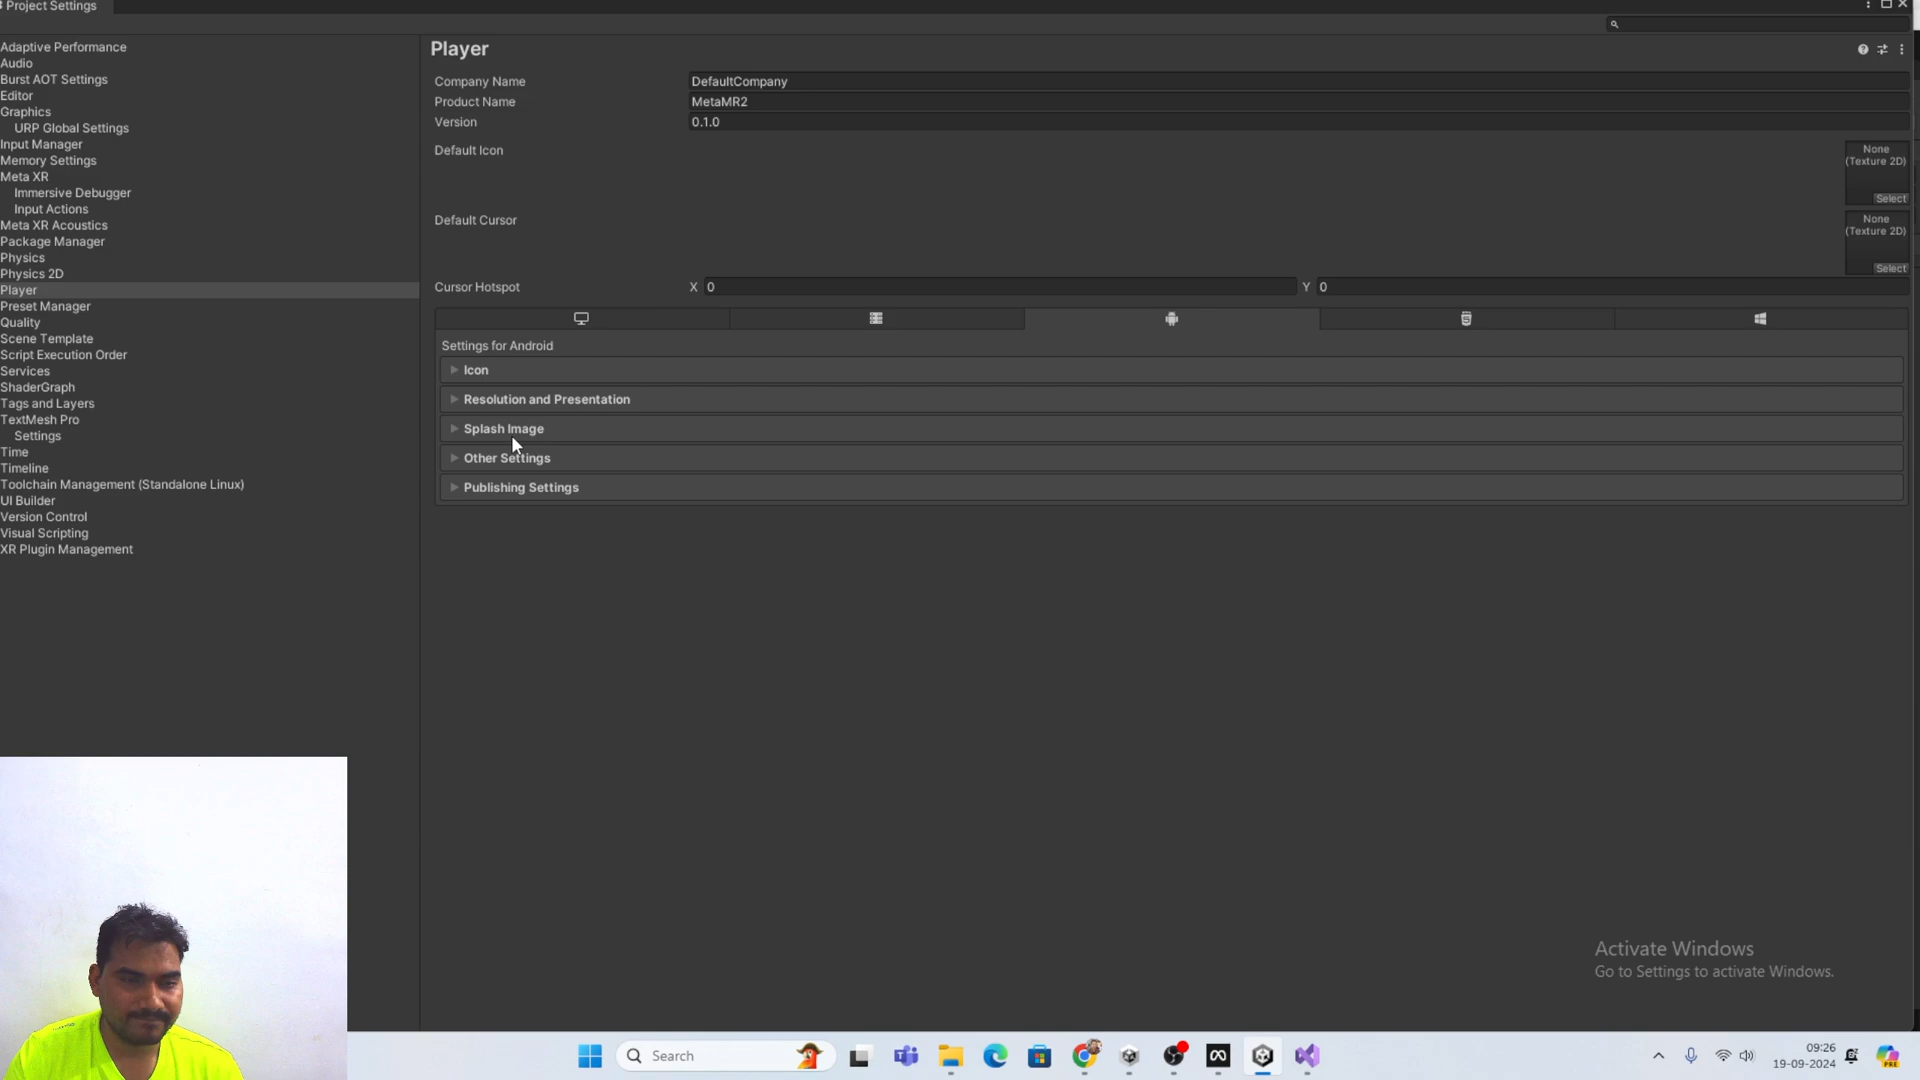 Project Settings
Adaptive Performance
Audio
Burst AOT Settings
Editor
Graphics
URP Global Settings
Input Manager
Memory Settings
Meta XR
Immersive Debugger
Input Actions
Meta XR Acoustics
Package Manager
Physics
Physics 2D
Player
Preset Manager
Quality
Scene Template
Script Execution Order
Services
ShaderGraph
Tags and Layers
TextMesh Pro
Settings
Time
Timeline
Toolchain Management (Standalone Linux)
UI Builder
Version Control
Visual Scripting
XR Plugin Management
Player
Company Name DefaultCompany
Product Name MetaMR2
Version 0.1.0
Default Icon
None
(Texture 2D)
Select
Default Cursor
None
(Texture 2D)
Select
Cursor Hotspot X 0 Y 0
Settings for Android
Icon
Resolution and Presentation
Splash Image
Other Settings
Publishing Settings
Activate Windows
Go to Settings to activate Windows.
Search
09:26
19-09-2024
PRE